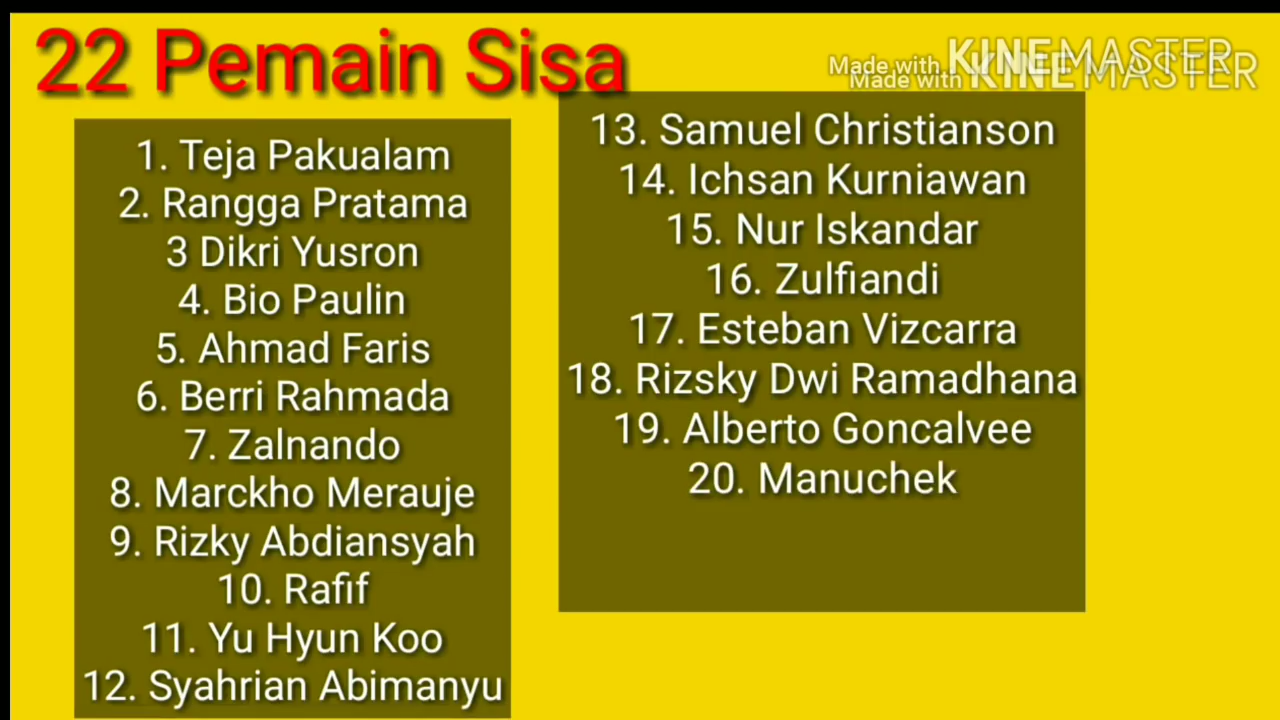 22 Pemain Sisa
Made with KINEMASTER
Made with KINEMASTER
1. Teja Pakualam
2. Rangga Pratama
3 Dikri Yusron
4. Bio Paulin
5. Ahmad Faris
6. Berri Rahmada
7. Zalnando
8. Marckho Merauje
9. Rizky Abdiansyah
10. Rafif
11. Yu Hyun Koo
12. Syahrian Abimanyu
13. Samuel Christianson
14. Ichsan Kurniawan
15. Nur Iskandar
16. Zulfiandi
17. Esteban Vizcarra
18. Rizsky Dwi Ramadhana
19. Alberto Goncalvee
20. Manuchek